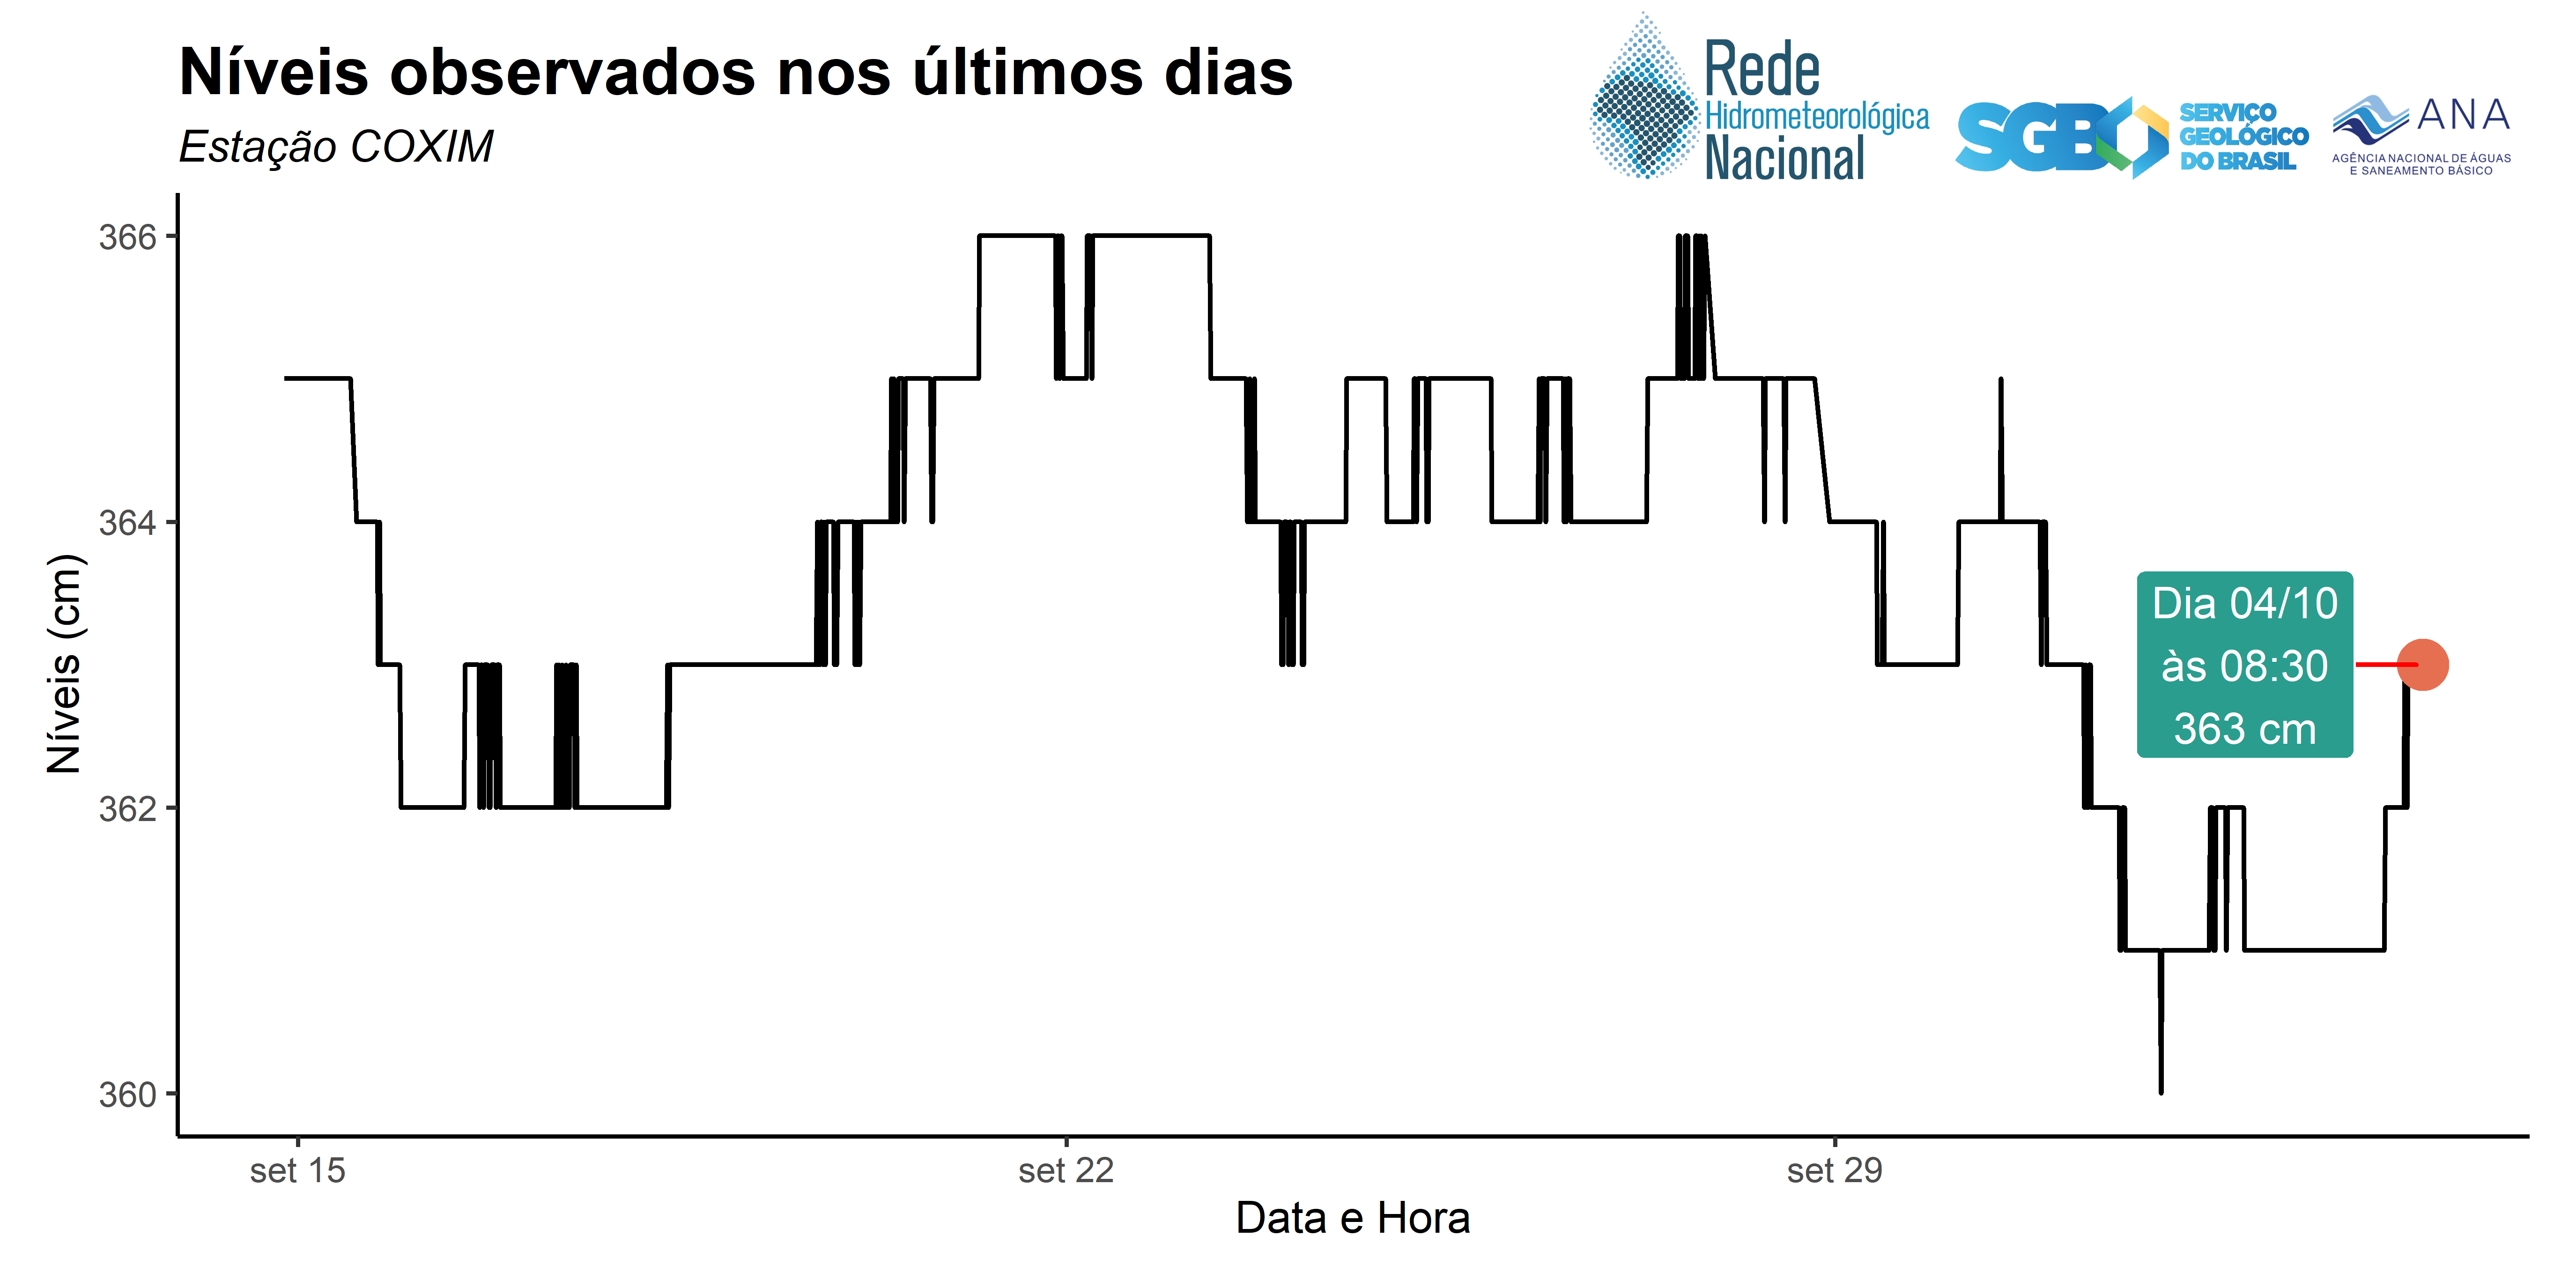 Níveis observados nos últimos dias
Estação COXIM
Rede
Hidrometeorológica
Nacional
SGB
SERVIÇO
GEOLÓGICO
DO BRASIL
ANA
AGÊNCIA NACIONAL DE ÁGUAS
E SANEAMENTO BÁSICO
Níveis (cm)
366
364
362
360
Dia 04/10
às 08:30
363 cm
set 15
set 22
set 29
Data e Hora